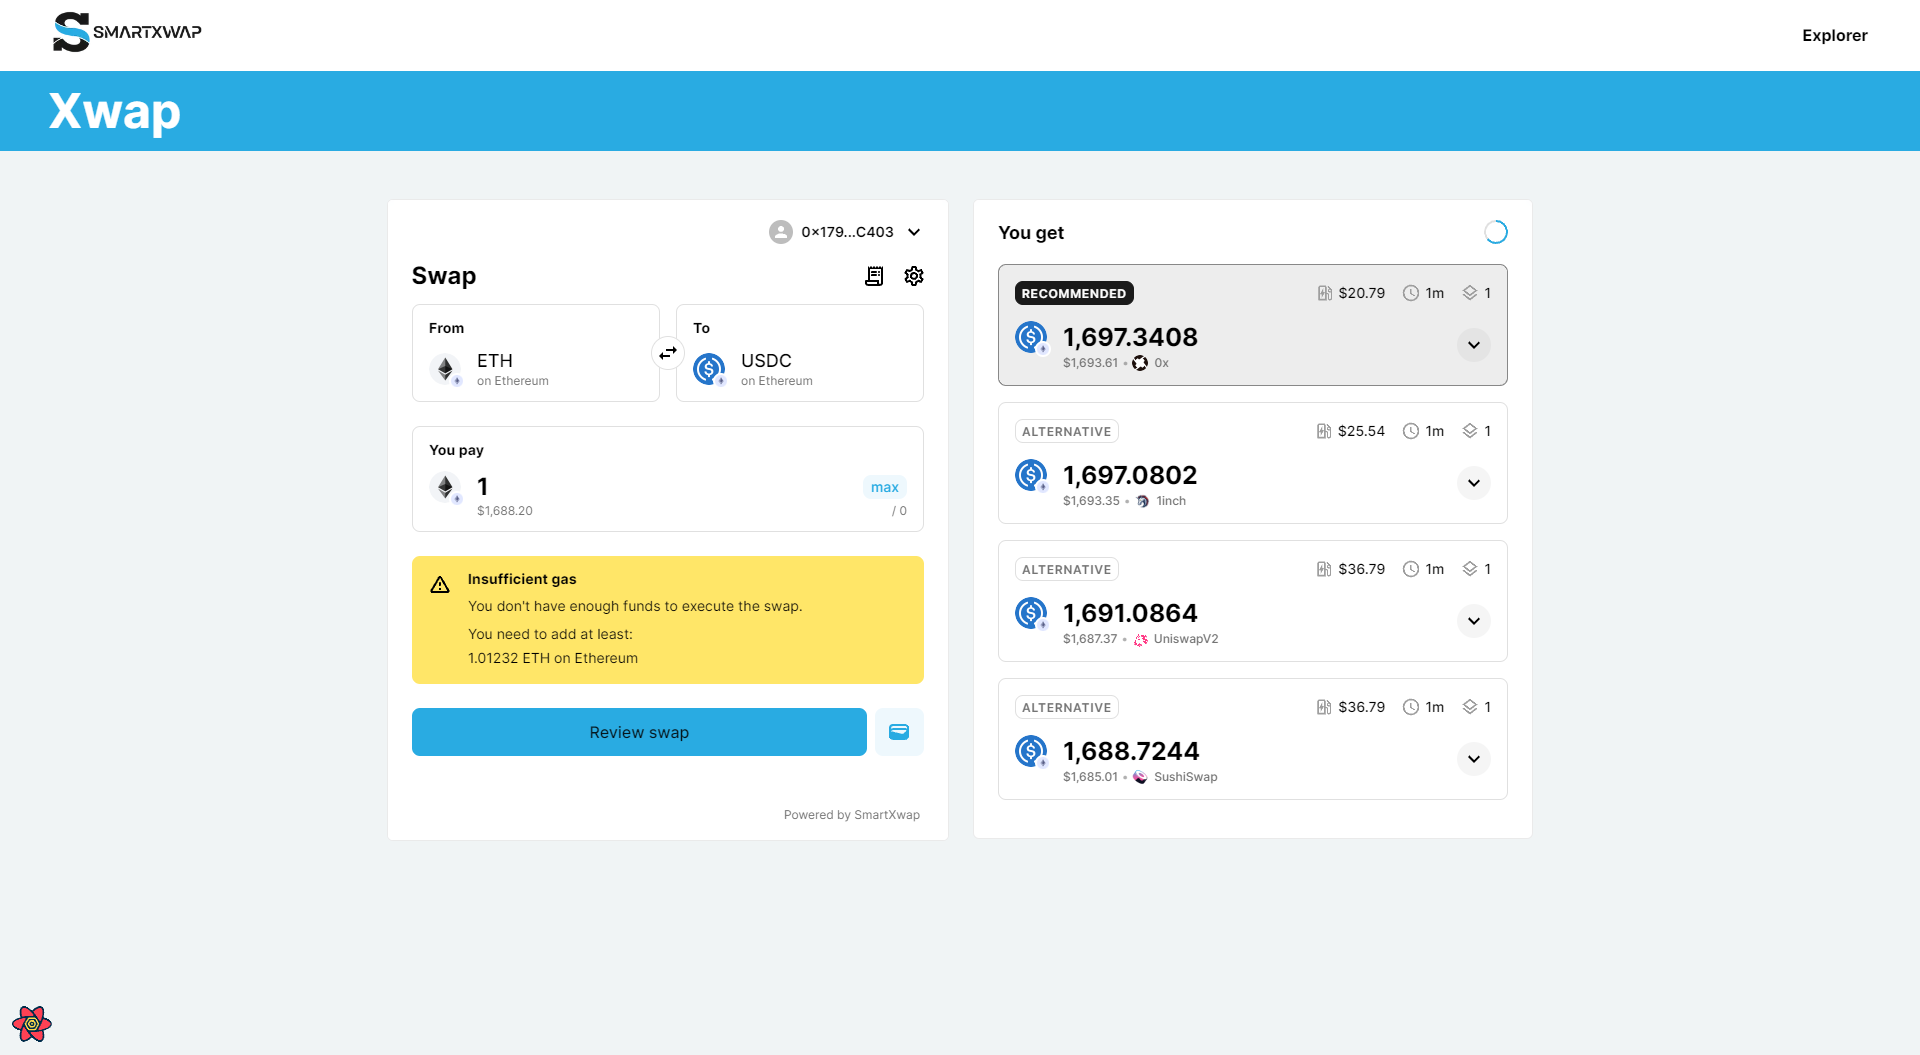 SMARTXWAP
Explorer
Xwap
0x179...C403
Swap
From
ETH
on Ethereum
To
USDC
on Ethereum
You pay
1
$1,688.20
max
/ 0
Insufficient gas
You don't have enough funds to execute the swap.
You need to add at least:
1.01232 ETH on Ethereum
Review swap
Powered by SmartXwap
You get
RECOMMENDED
$20.79 1m 1
1,697.3408
$1,693.61 • 0x
ALTERNATIVE
$25.54 1m 1
1,697.0802
$1,693.35 • 1inch
ALTERNATIVE
$36.79 1m 1
1,691.0864
$1,687.37 • UniswapV2
ALTERNATIVE
$36.79 1m 1
1,688.7244
$1,685.01 • SushiSwap